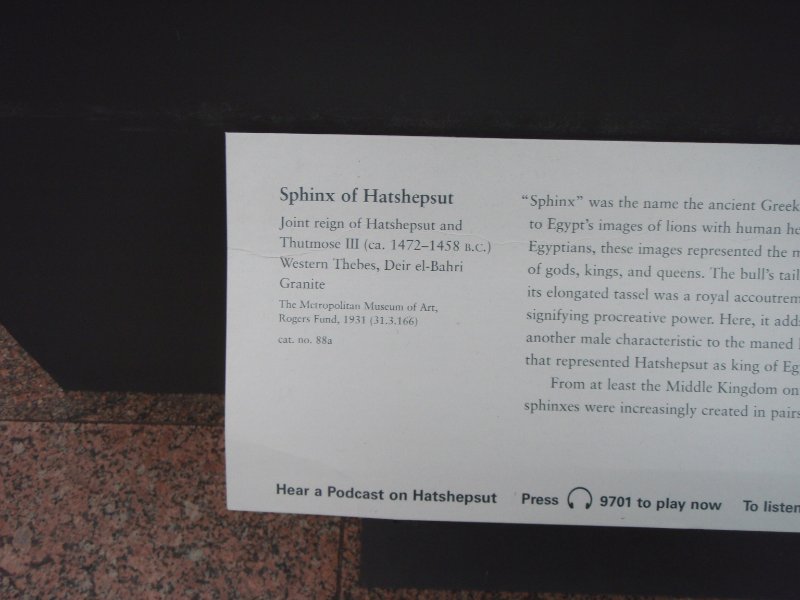 Sphinx of Hatshepsut
Joint reign of Hatshepsut and
Thutmose III (ca. 1472–1458 B.C.)
Western Thebes, Deir el-Bahri
Granite
The Metropolitan Museum of Art,
Rogers Fund, 1931 (31.3.166)
cat. no. 88a
“Sphinx” was the name the ancient Greek
to Egypt’s images of lions with human
Egyptians, these images represented the
of gods, kings, and queens. The bull’s tail
its elongated tassel was a royal
signifying procreative power. Here, it
another male characteristic to the maned
that represented Hatshepsut as king of
From at least the Middle Kingdom on
sphinxes were increasingly created in pairs
Hear a Podcast on Hatshepsut Press 9701 to play now To listen